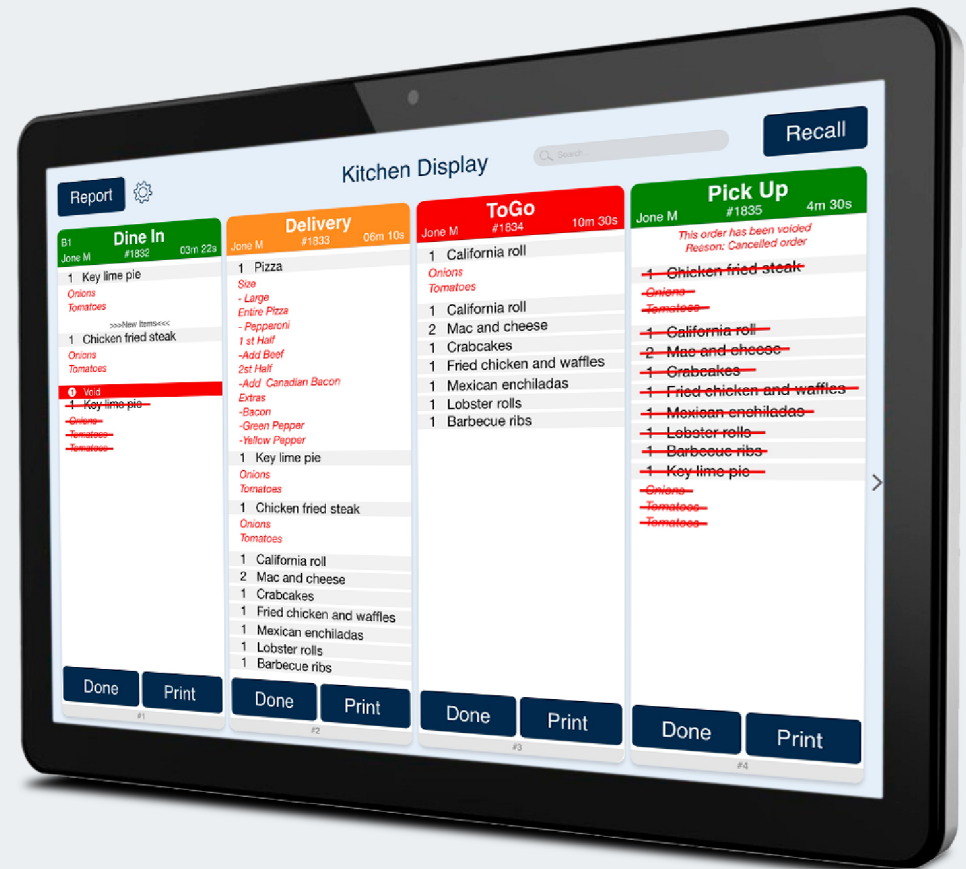 Report
Kitchen Display
Search...
Recall
B1
Dine In
Jone M
#1832
03m 22s
1 Key lime pie
Onions
Tomatoes
>>>New items<<<
1 Chicken fried steak
Onions
Tomatoes
Void
1 Key lime pie
Onions
Tomatoes
Tomatoes
Done
Print
#1
Delivery
Jone M
#1833
06m 10s
1 Pizza
Size
- Large
Entire Pizza
- Pepperoni
1 st Half
-Add Beef
2st Half
-Add Canadian Bacon
Extras
-Bacon
-Green Pepper
-Yellow Pepper
1 Key lime pie
Onions
Tomatoes
1 Chicken fried steak
Onions
Tomatoes
1 California roll
2 Mac and cheese
1 Crabcakes
1 Fried chicken and waffles
1 Mexican enchiladas
1 Lobster rolls
1 Barbecue ribs
Done
Print
#2
ToGo
Jone M
#1834
10m 30s
1 California roll
Onions
Tomatoes
1 California roll
2 Mac and cheese
1 Crabcakes
1 Fried chicken and waffles
1 Mexican enchiladas
1 Lobster rolls
1 Barbecue ribs
Done
Print
#3
Pick Up
Jone M
#1835
4m 30s
This order has been voided
Reason: Cancelled order
1 Chicken fried steak
Onions
Tomatoes
1 California roll
2 Mac and cheese
1 Crabcakes
1 Fried chicken and waffles
1 Mexican enchiladas
1 Lobster rolls
1 Barbecue ribs
1 Key lime pie
Onions
Tomatoes
Tomatoes
Done
Print
#4